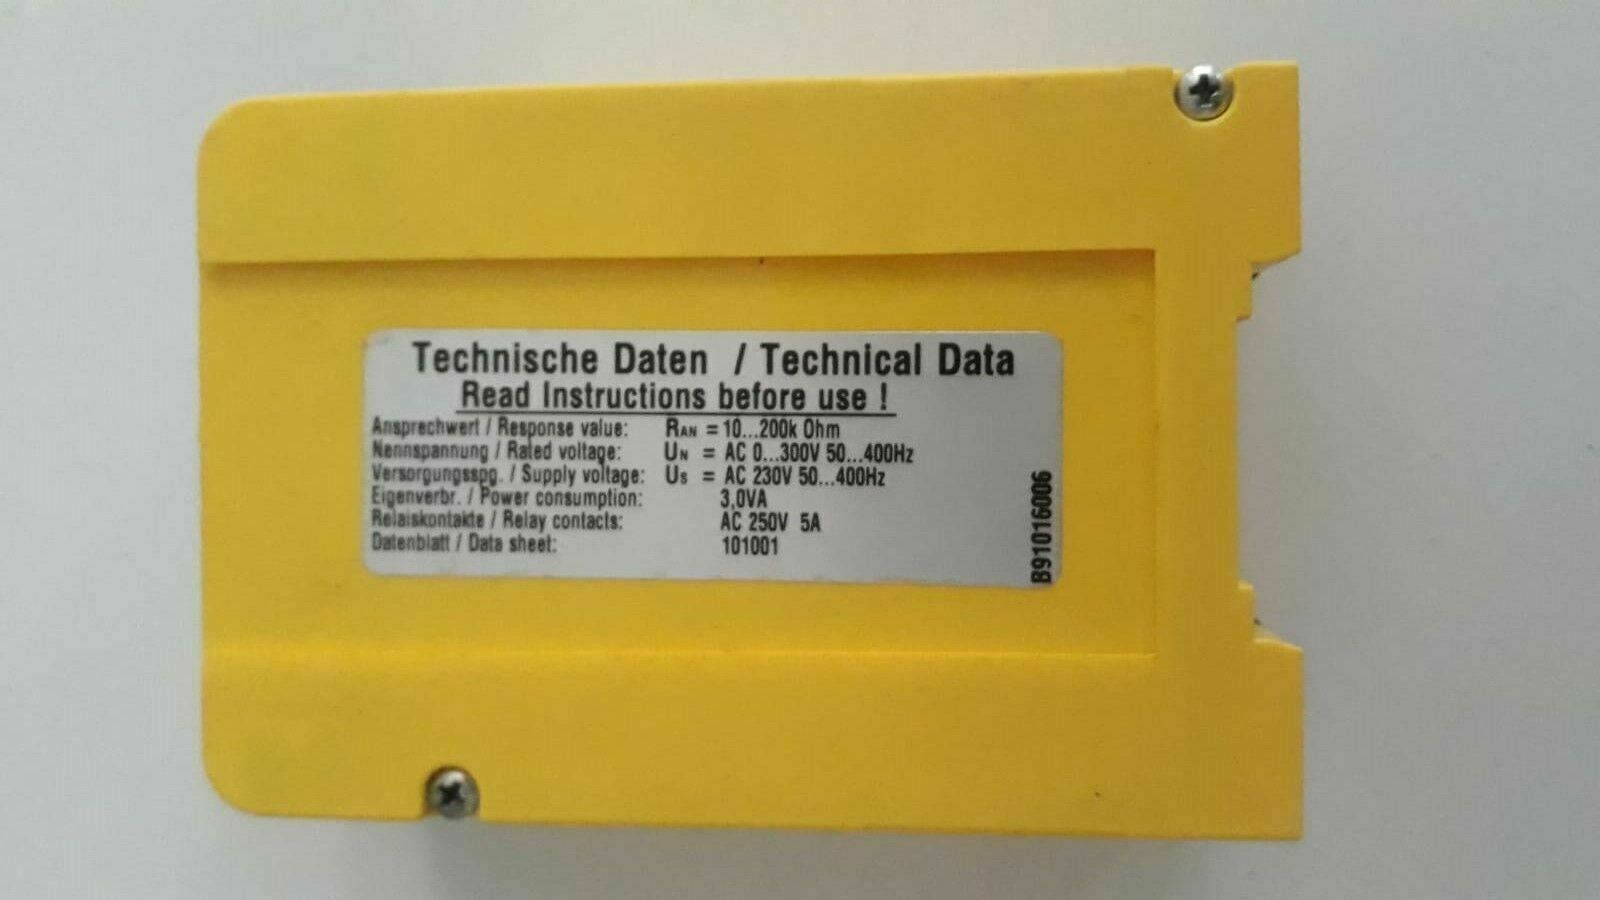 Technische Daten / Technical Data
Read Instructions before use !
Ansprechwert / Response value: RAN = 10...200k Ohm
Nennspannung / Rated voltage: UN = AC 0...300V 50...400Hz
Versorgungsspg. / Supply voltage: US = AC 230V 50...400Hz
Eigenverbr. / Power consumption: 3,0VA
Relaiskontakte / Relay contacts: AC 250V 5A
Datenblatt / Data sheet: 101001
B91016006